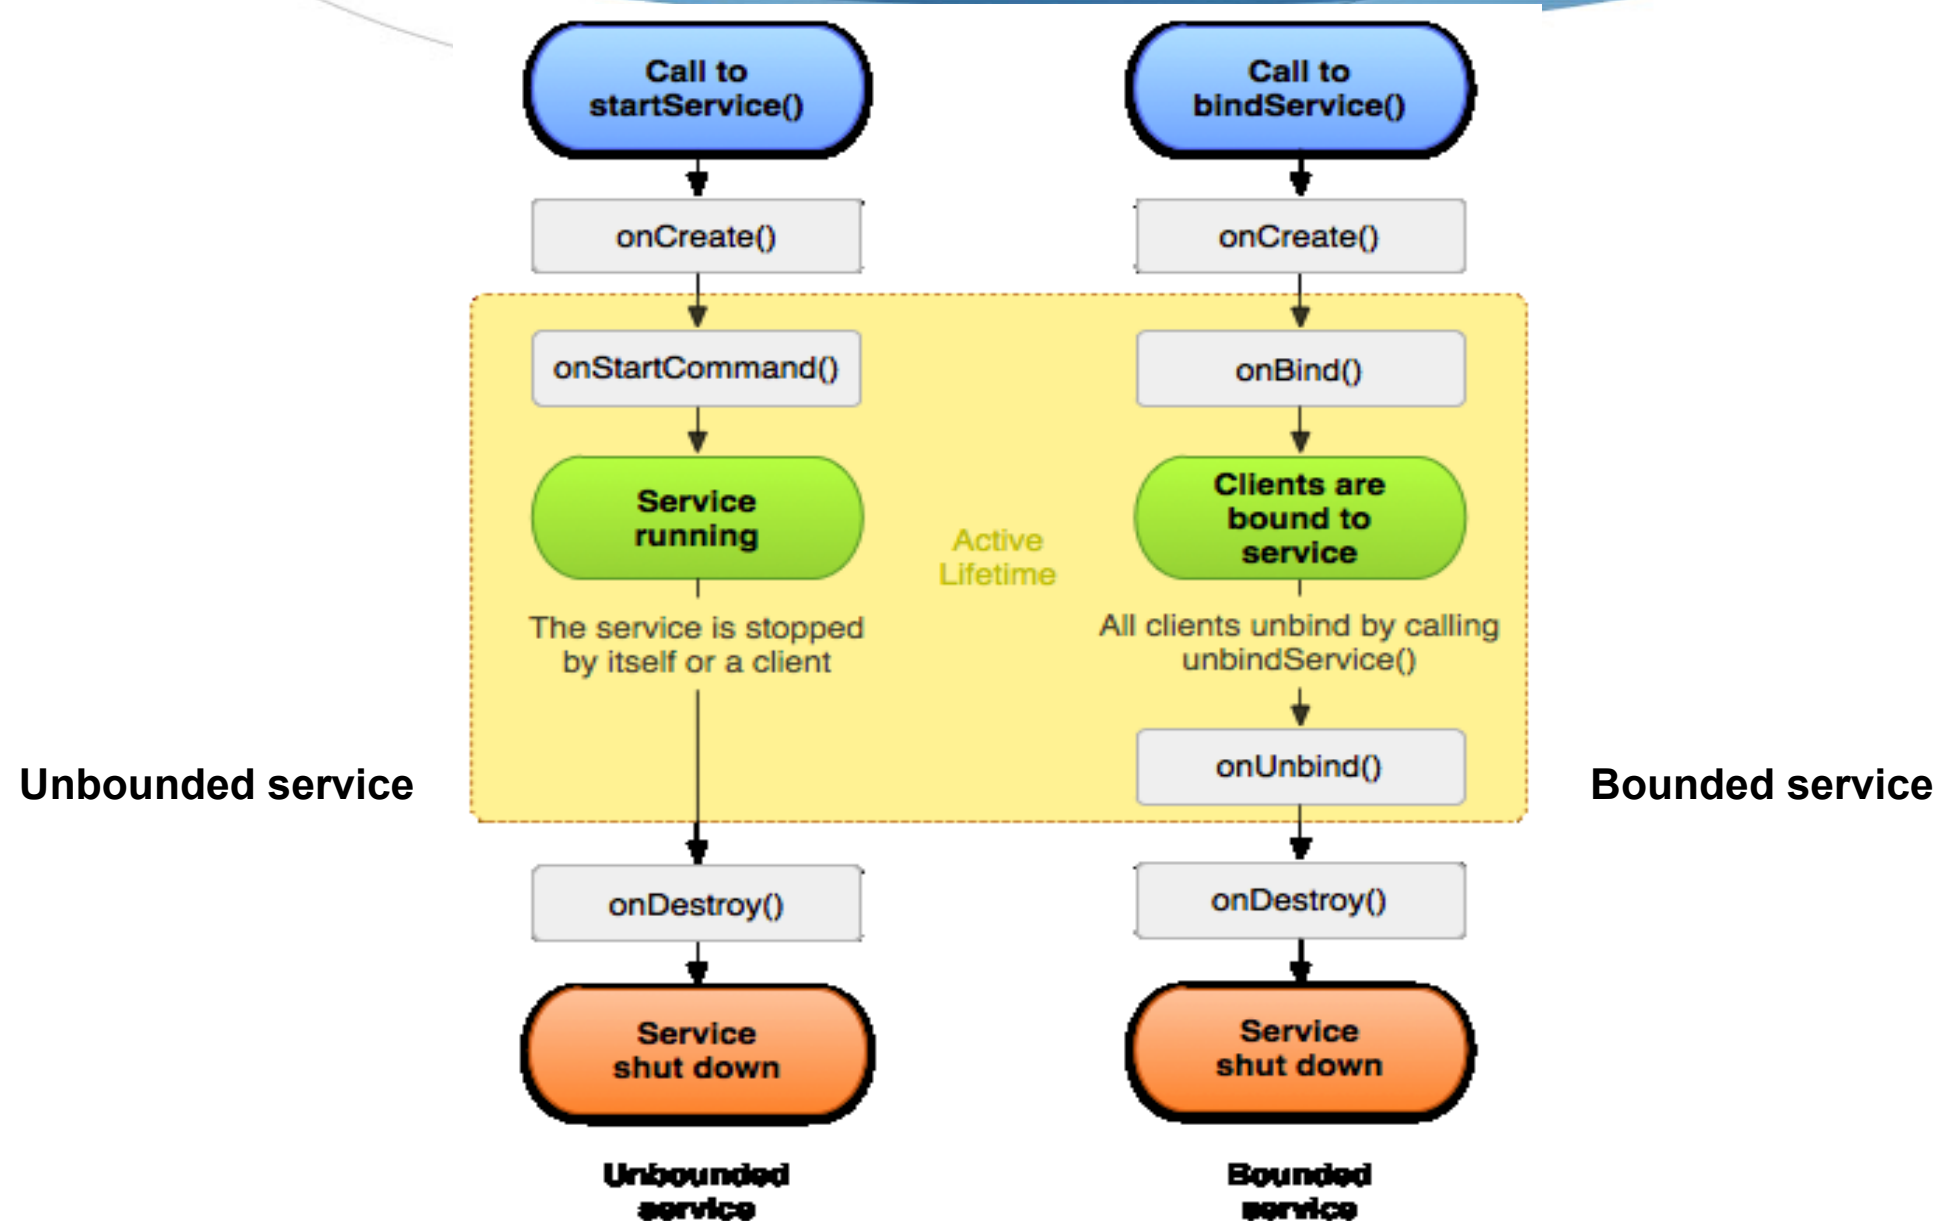 Call to
startService()
onCreate()
onStartCommand()
Service
running
The service is stopped
by itself or a client
onDestroy()
Service
shut down
Unbounded
service
Unbounded service
Active
Lifetime
Call to
bindService()
onCreate()
onBind()
Clients are
bound to
service
All clients unbind by calling
unbindService()
onUnbind()
onDestroy()
Service
shut down
Bounded
service
Bounded service